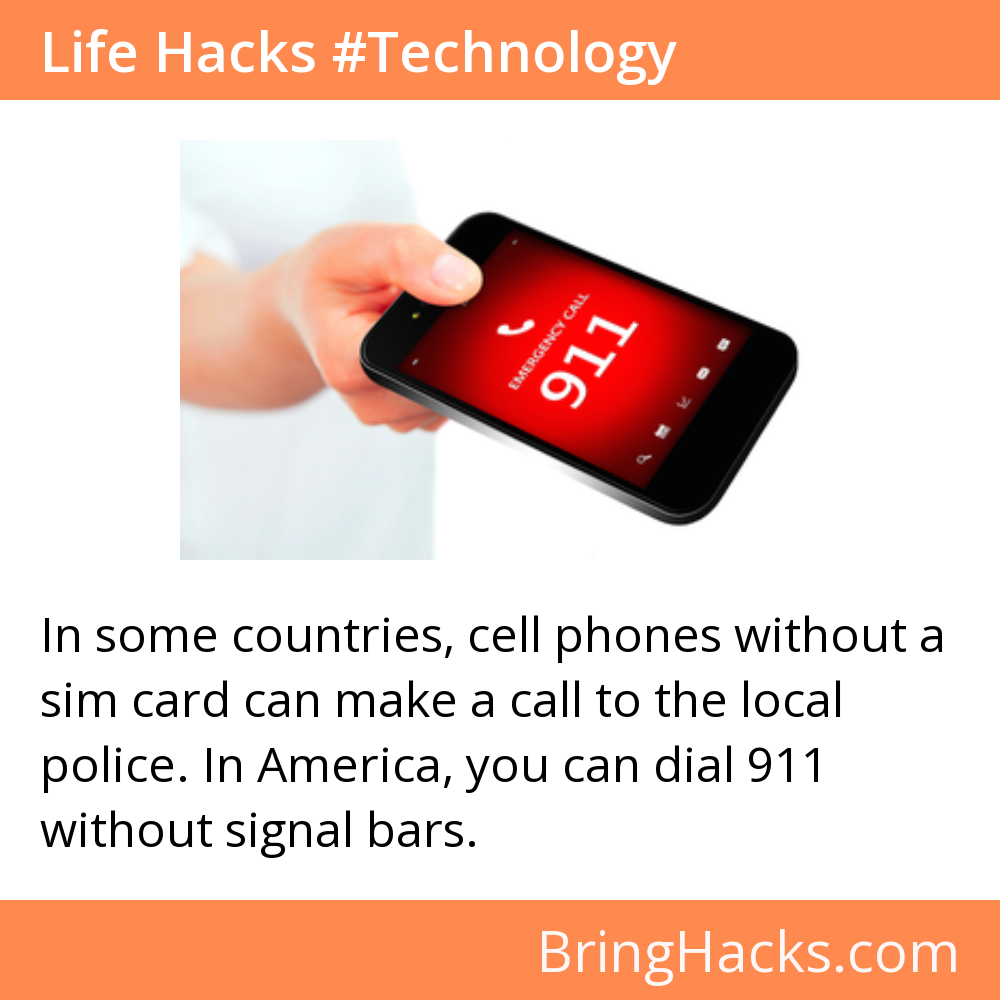 Life Hacks #Technology
EMERGENCY CALL
911
In some countries, cell phones without a
sim card can make a call to the local
police. In America, you can dial 911
without signal bars.
BringHacks.com